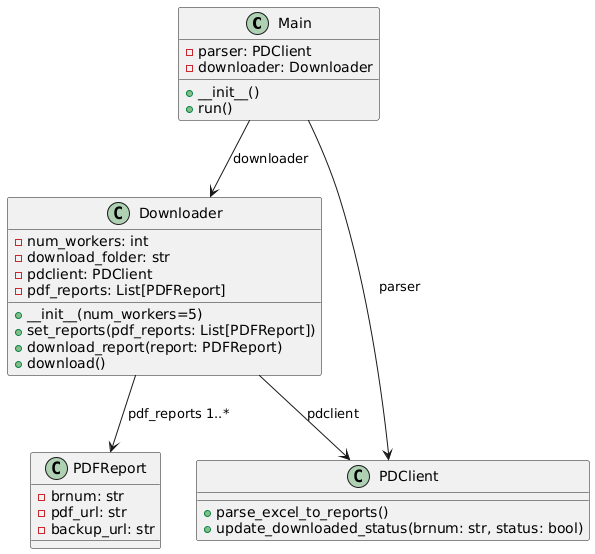 C Main
parser: PDClient
downloader: Downloader
__init__()
run()
downloader
parser
C Downloader
num_workers: int
download_folder: str
pdclient: PDClient
pdf_reports: List[PDFReport]
__init__(num_workers=5)
set_reports(pdf_reports: List[PDFReport])
download_report(report: PDFReport)
download()
pdf_reports 1..*
pdclient
C PDFReport
brnum: str
pdf_url: str
backup_url: str
C PDClient
parse_excel_to_reports()
update_downloaded_status(brnum: str, status: bool)